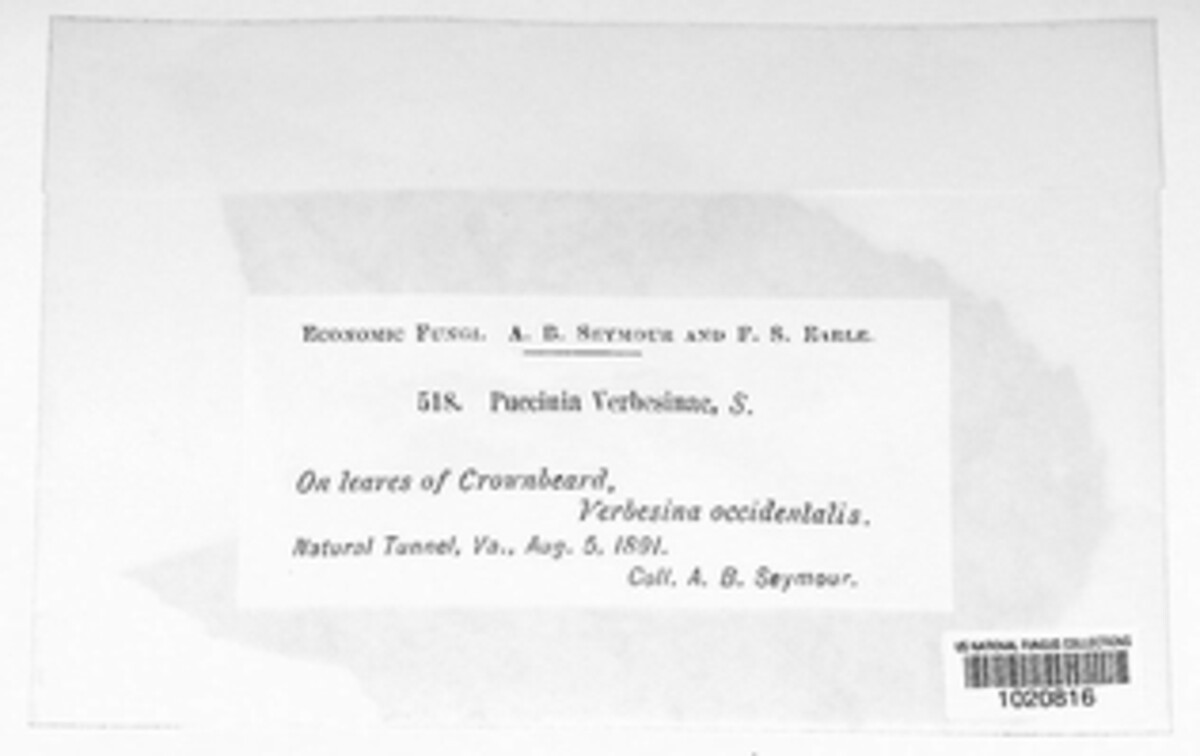 ECONOMIC FUNGI. A. B. SEYMOUR AND F. S. EARLE.
518. Puccinia Verbesinae, S.
On leaves of Crownbeard,
Verbesina occidentalis.
Natural Tunnel, Va., Aug. 5, 1891.
Coll. A. B. Seymour.
US NATIONAL FUNGUS COLLECTIONS
1020816